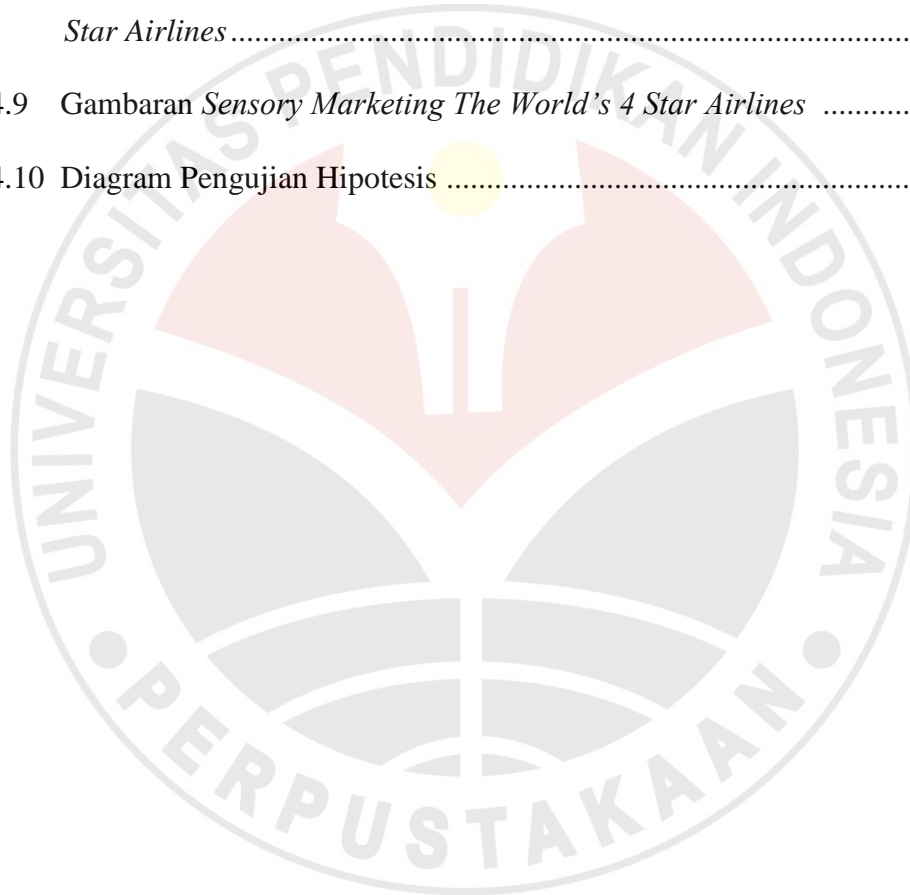 Star Airlines ................................................................................
4.9 Gambaran Sensory Marketing The World’s 4 Star Airlines ...........
4.10 Diagram Pengujian Hipotesis .............................................................
UNIVERSITAS PENDIDIKAN INDONESIA
PERPUSTAKAAN